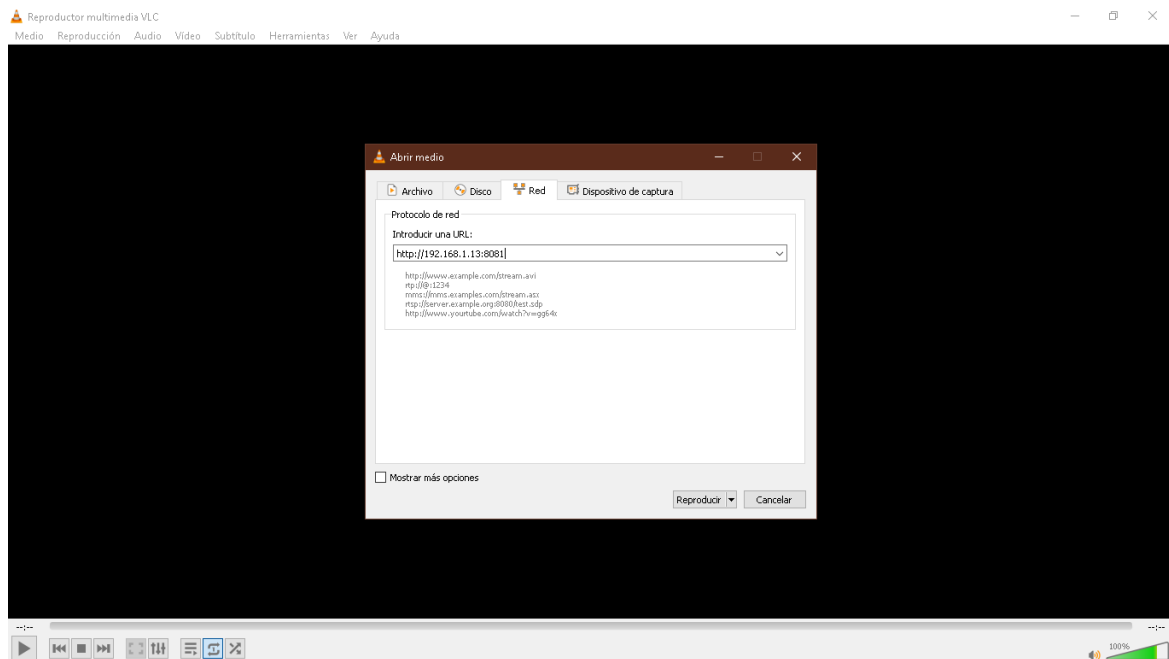 Reproductor multimedia VLC
Medio Reproducción Audio Vídeo Subtítulo Herramientas Ver Ayuda
Abrir medio
Archivo Disco Red Dispositivo de captura
Protocolo de red
Introducir una URL:
http://192.168.1.13:8081
http://www.example.com/stream.avi
rtp://@:1234
mms://mms.examples.com/stream.asx
rtsp://server.example.org:8080/test.sdp
http://www.yourtube.com/watch?v=gg64x
Mostrar más opciones
Reproducir Cancelar
--:-- --:--
100%